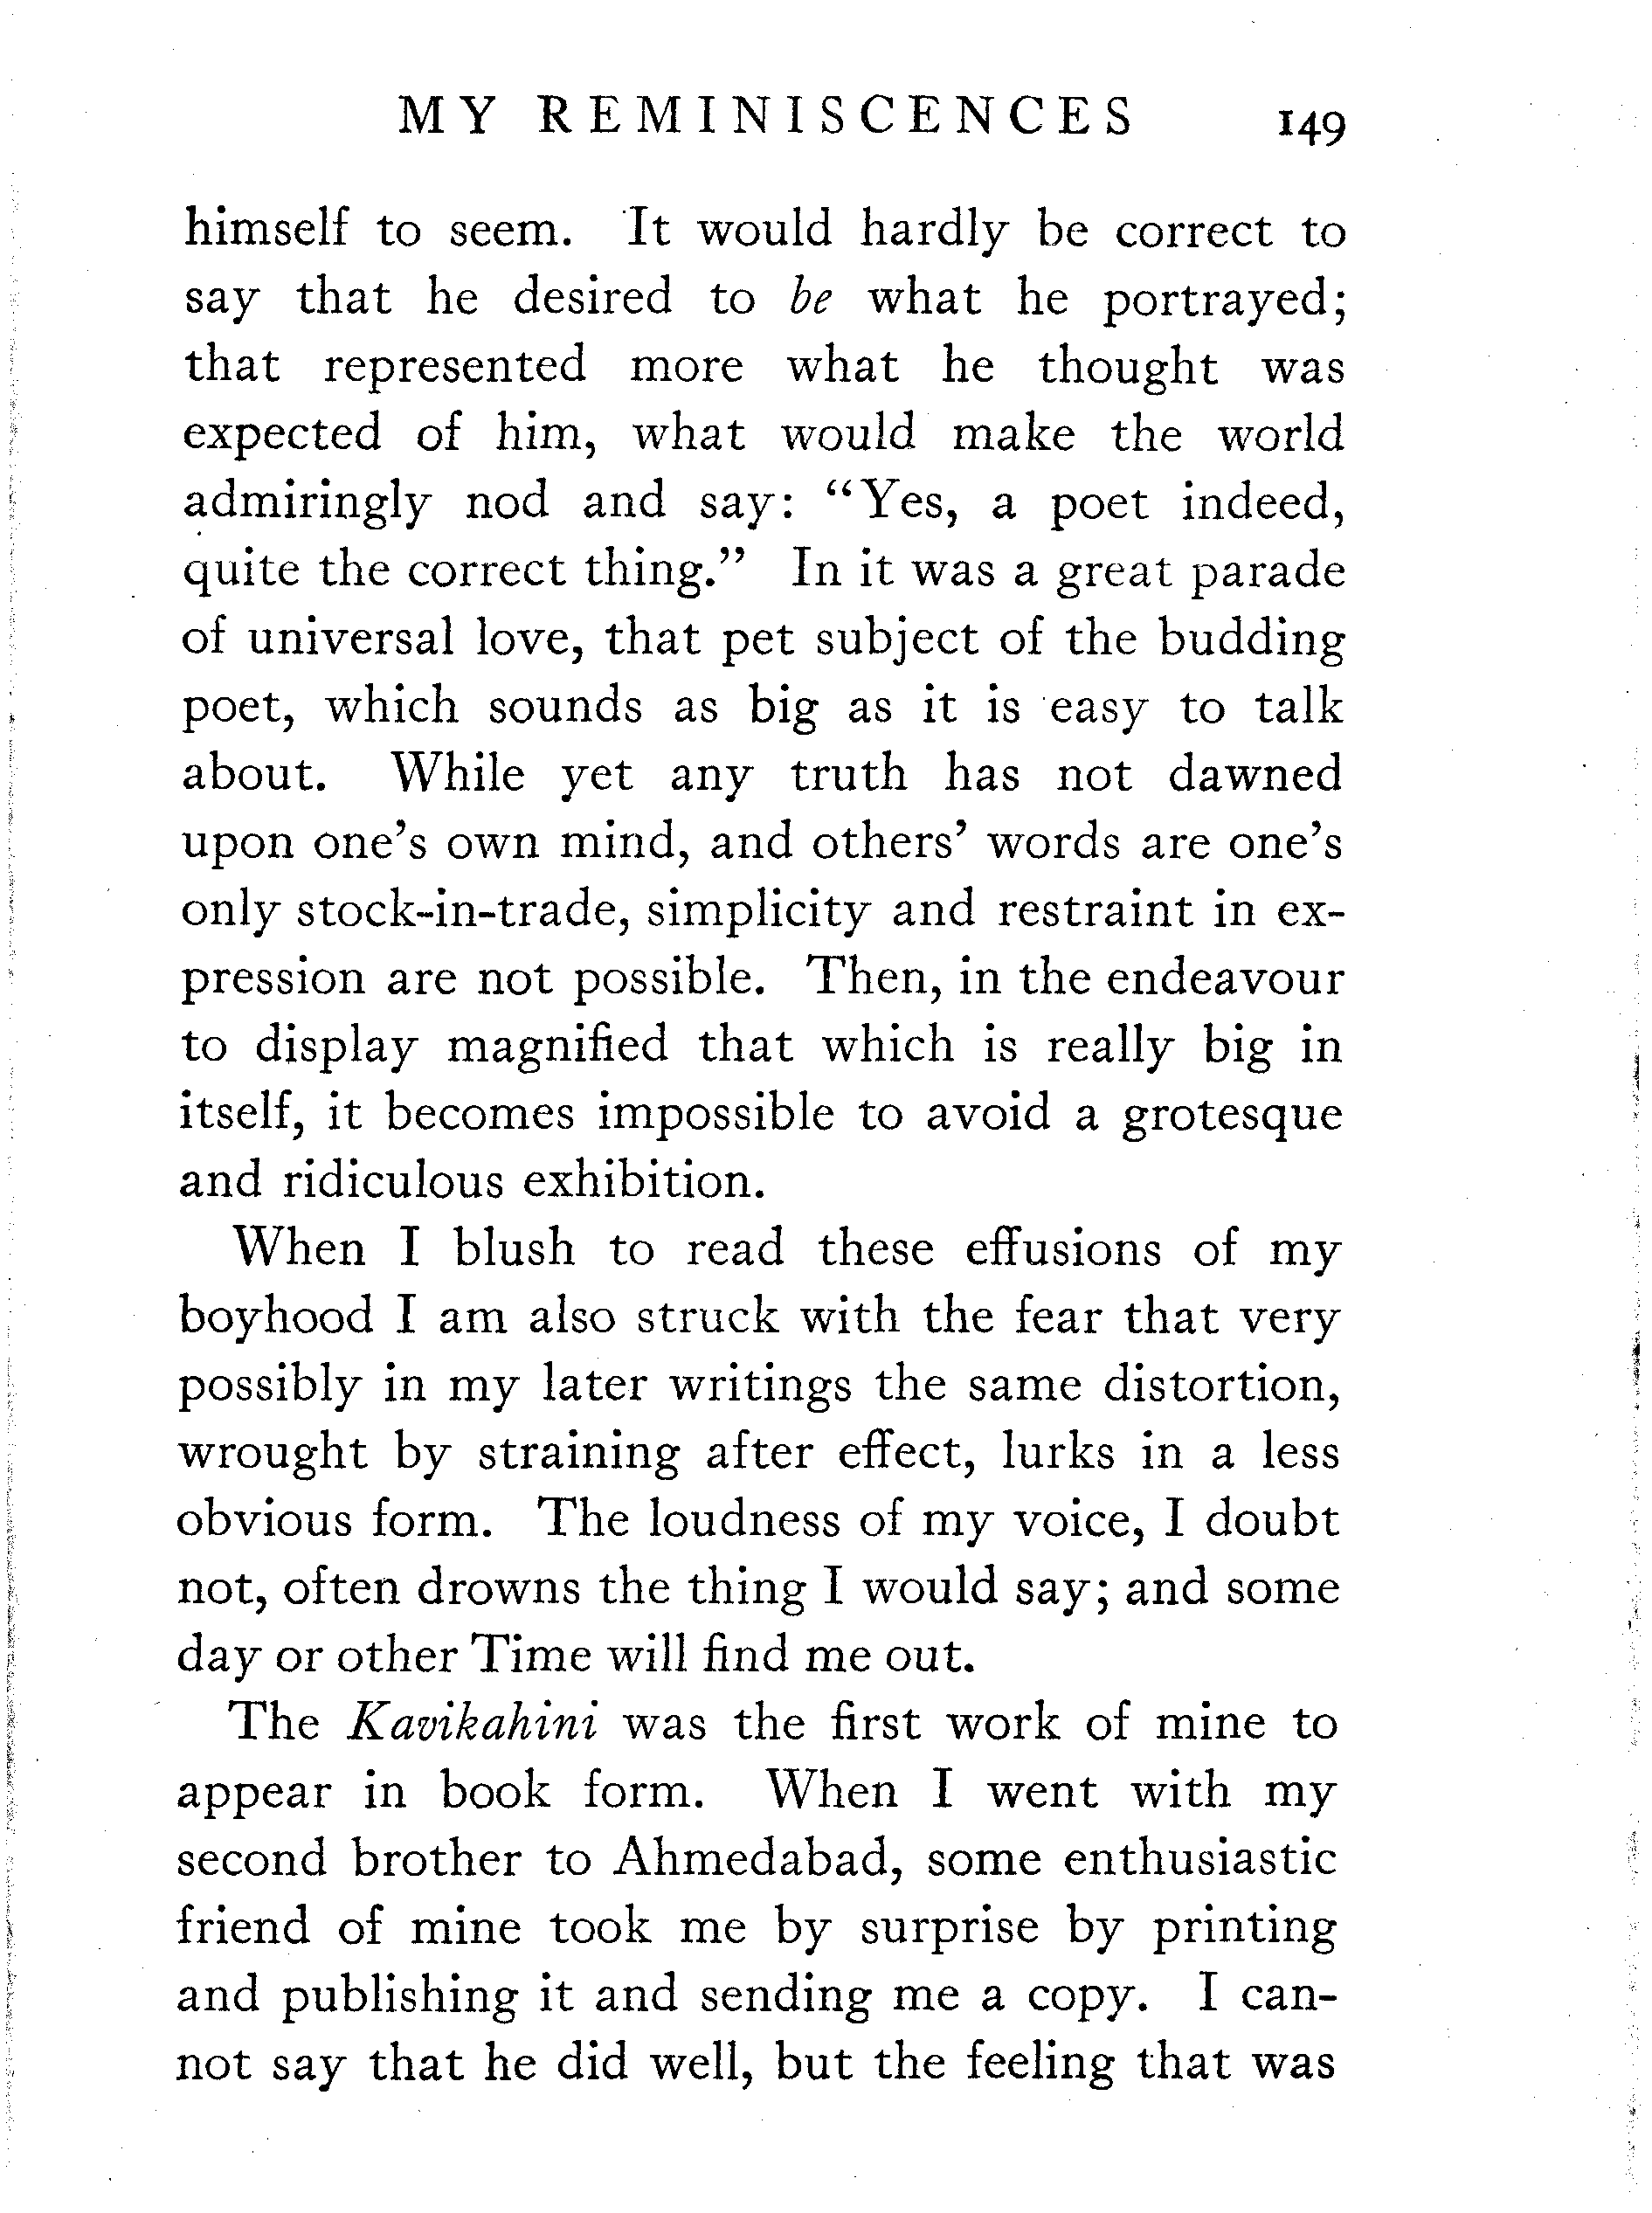 MY REMINISCENCES 149
himself to seem. It would hardly be correct to
say that he desired to be what he portrayed;
that represented more what he thought was
expected of him, what would make the world
admiringly nod and say: “Yes, a poet indeed,
quite the correct thing.” In it was a great parade
of universal love, that pet subject of the budding
poet, which sounds as big as it is easy to talk
about. While yet any truth has not dawned
upon one’s own mind, and others’ words are one’s
only stock-in-trade, simplicity and restraint in ex-
pression are not possible. Then, in the endeavour
to display magnified that which is really big in
itself, it becomes impossible to avoid a grotesque
and ridiculous exhibition.
When I blush to read these effusions of my
boyhood I am also struck with the fear that very
possibly in my later writings the same distortion,
wrought by straining after effect, lurks in a less
obvious form. The loudness of my voice, I doubt
not, often drowns the thing I would say; and some
day or other Time will find me out.
The Kavikahini was the first work of mine to
appear in book form. When I went with my
second brother to Ahmedabad, some enthusiastic
friend of mine took me by surprise by printing
and publishing it and sending me a copy. I can-
not say that he did well, but the feeling that was